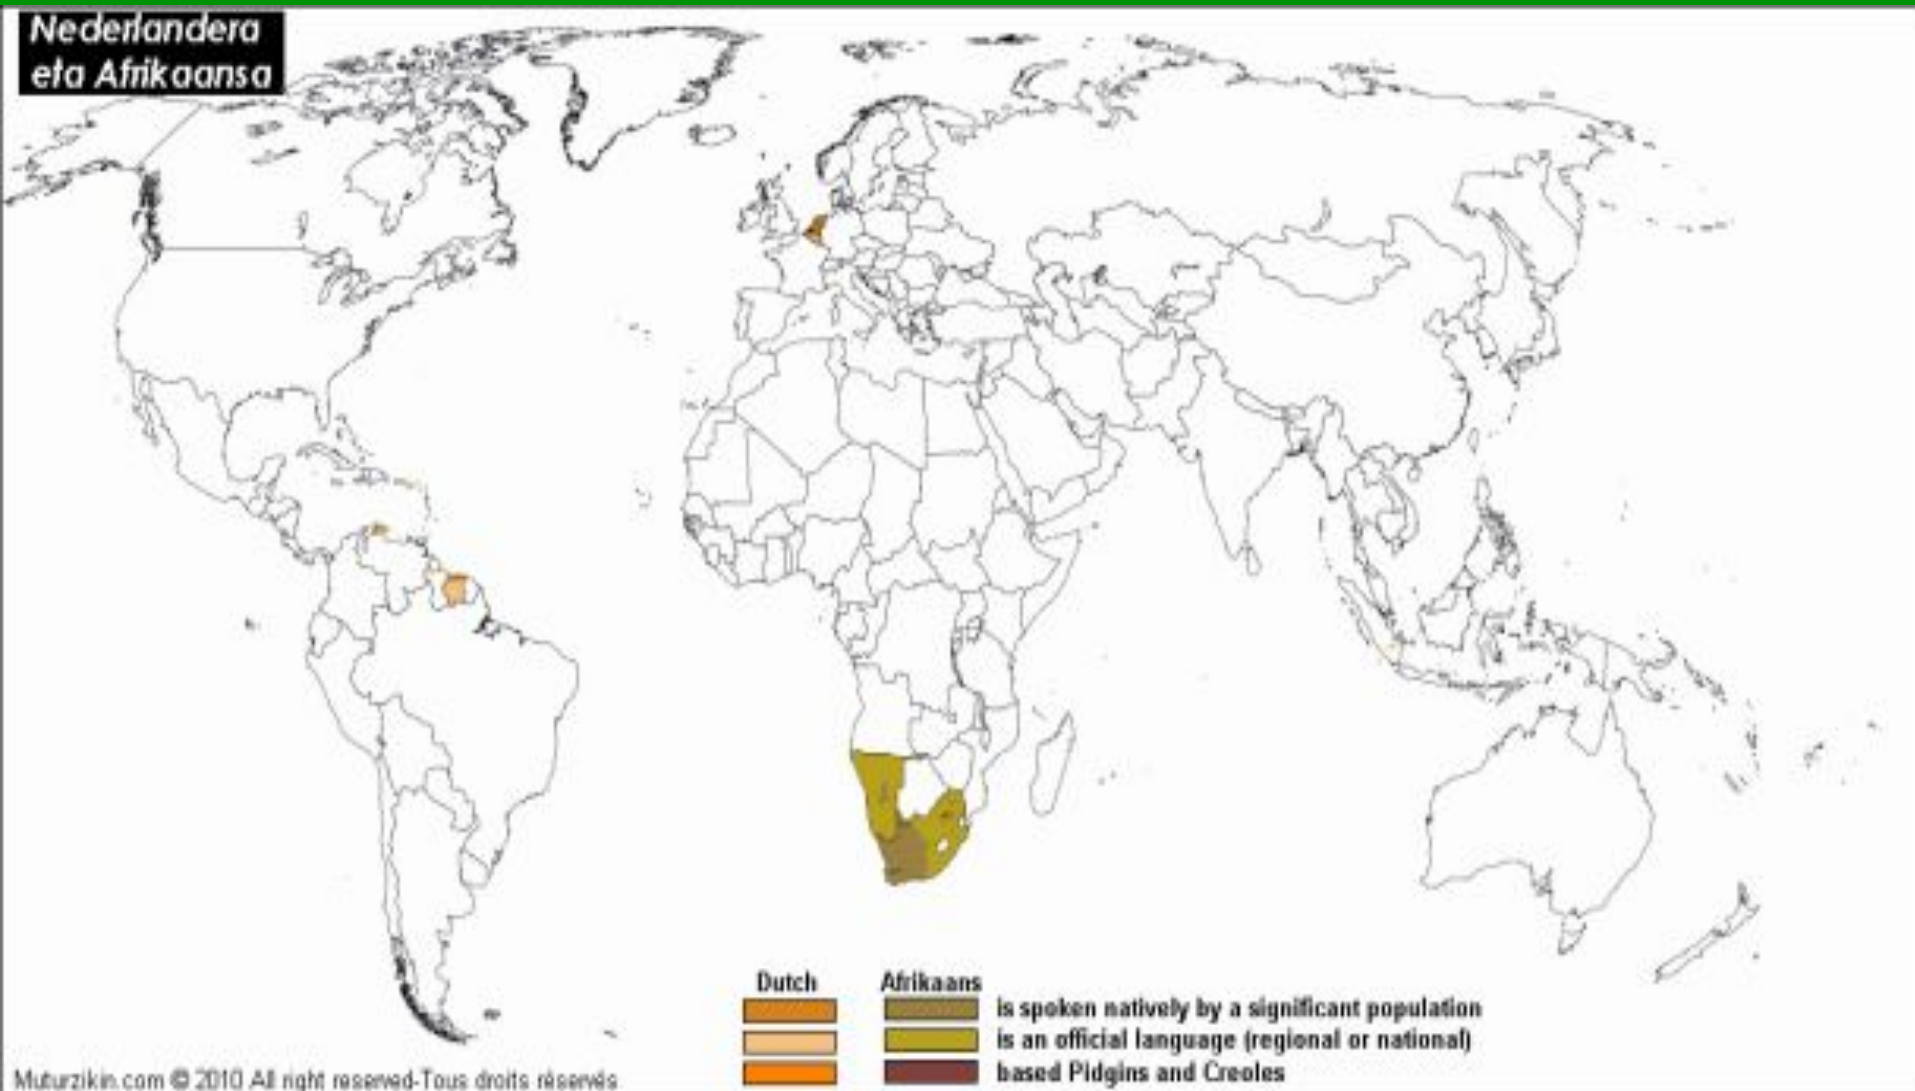 Nederlandera
eta Afrikaansa
Dutch Afrikaans
is spoken natively by a significant population
is an official language (regional or national)
based Pidgins and Creoles
Muturzikin.com © 2010 All right reserved-Tous droits réservés